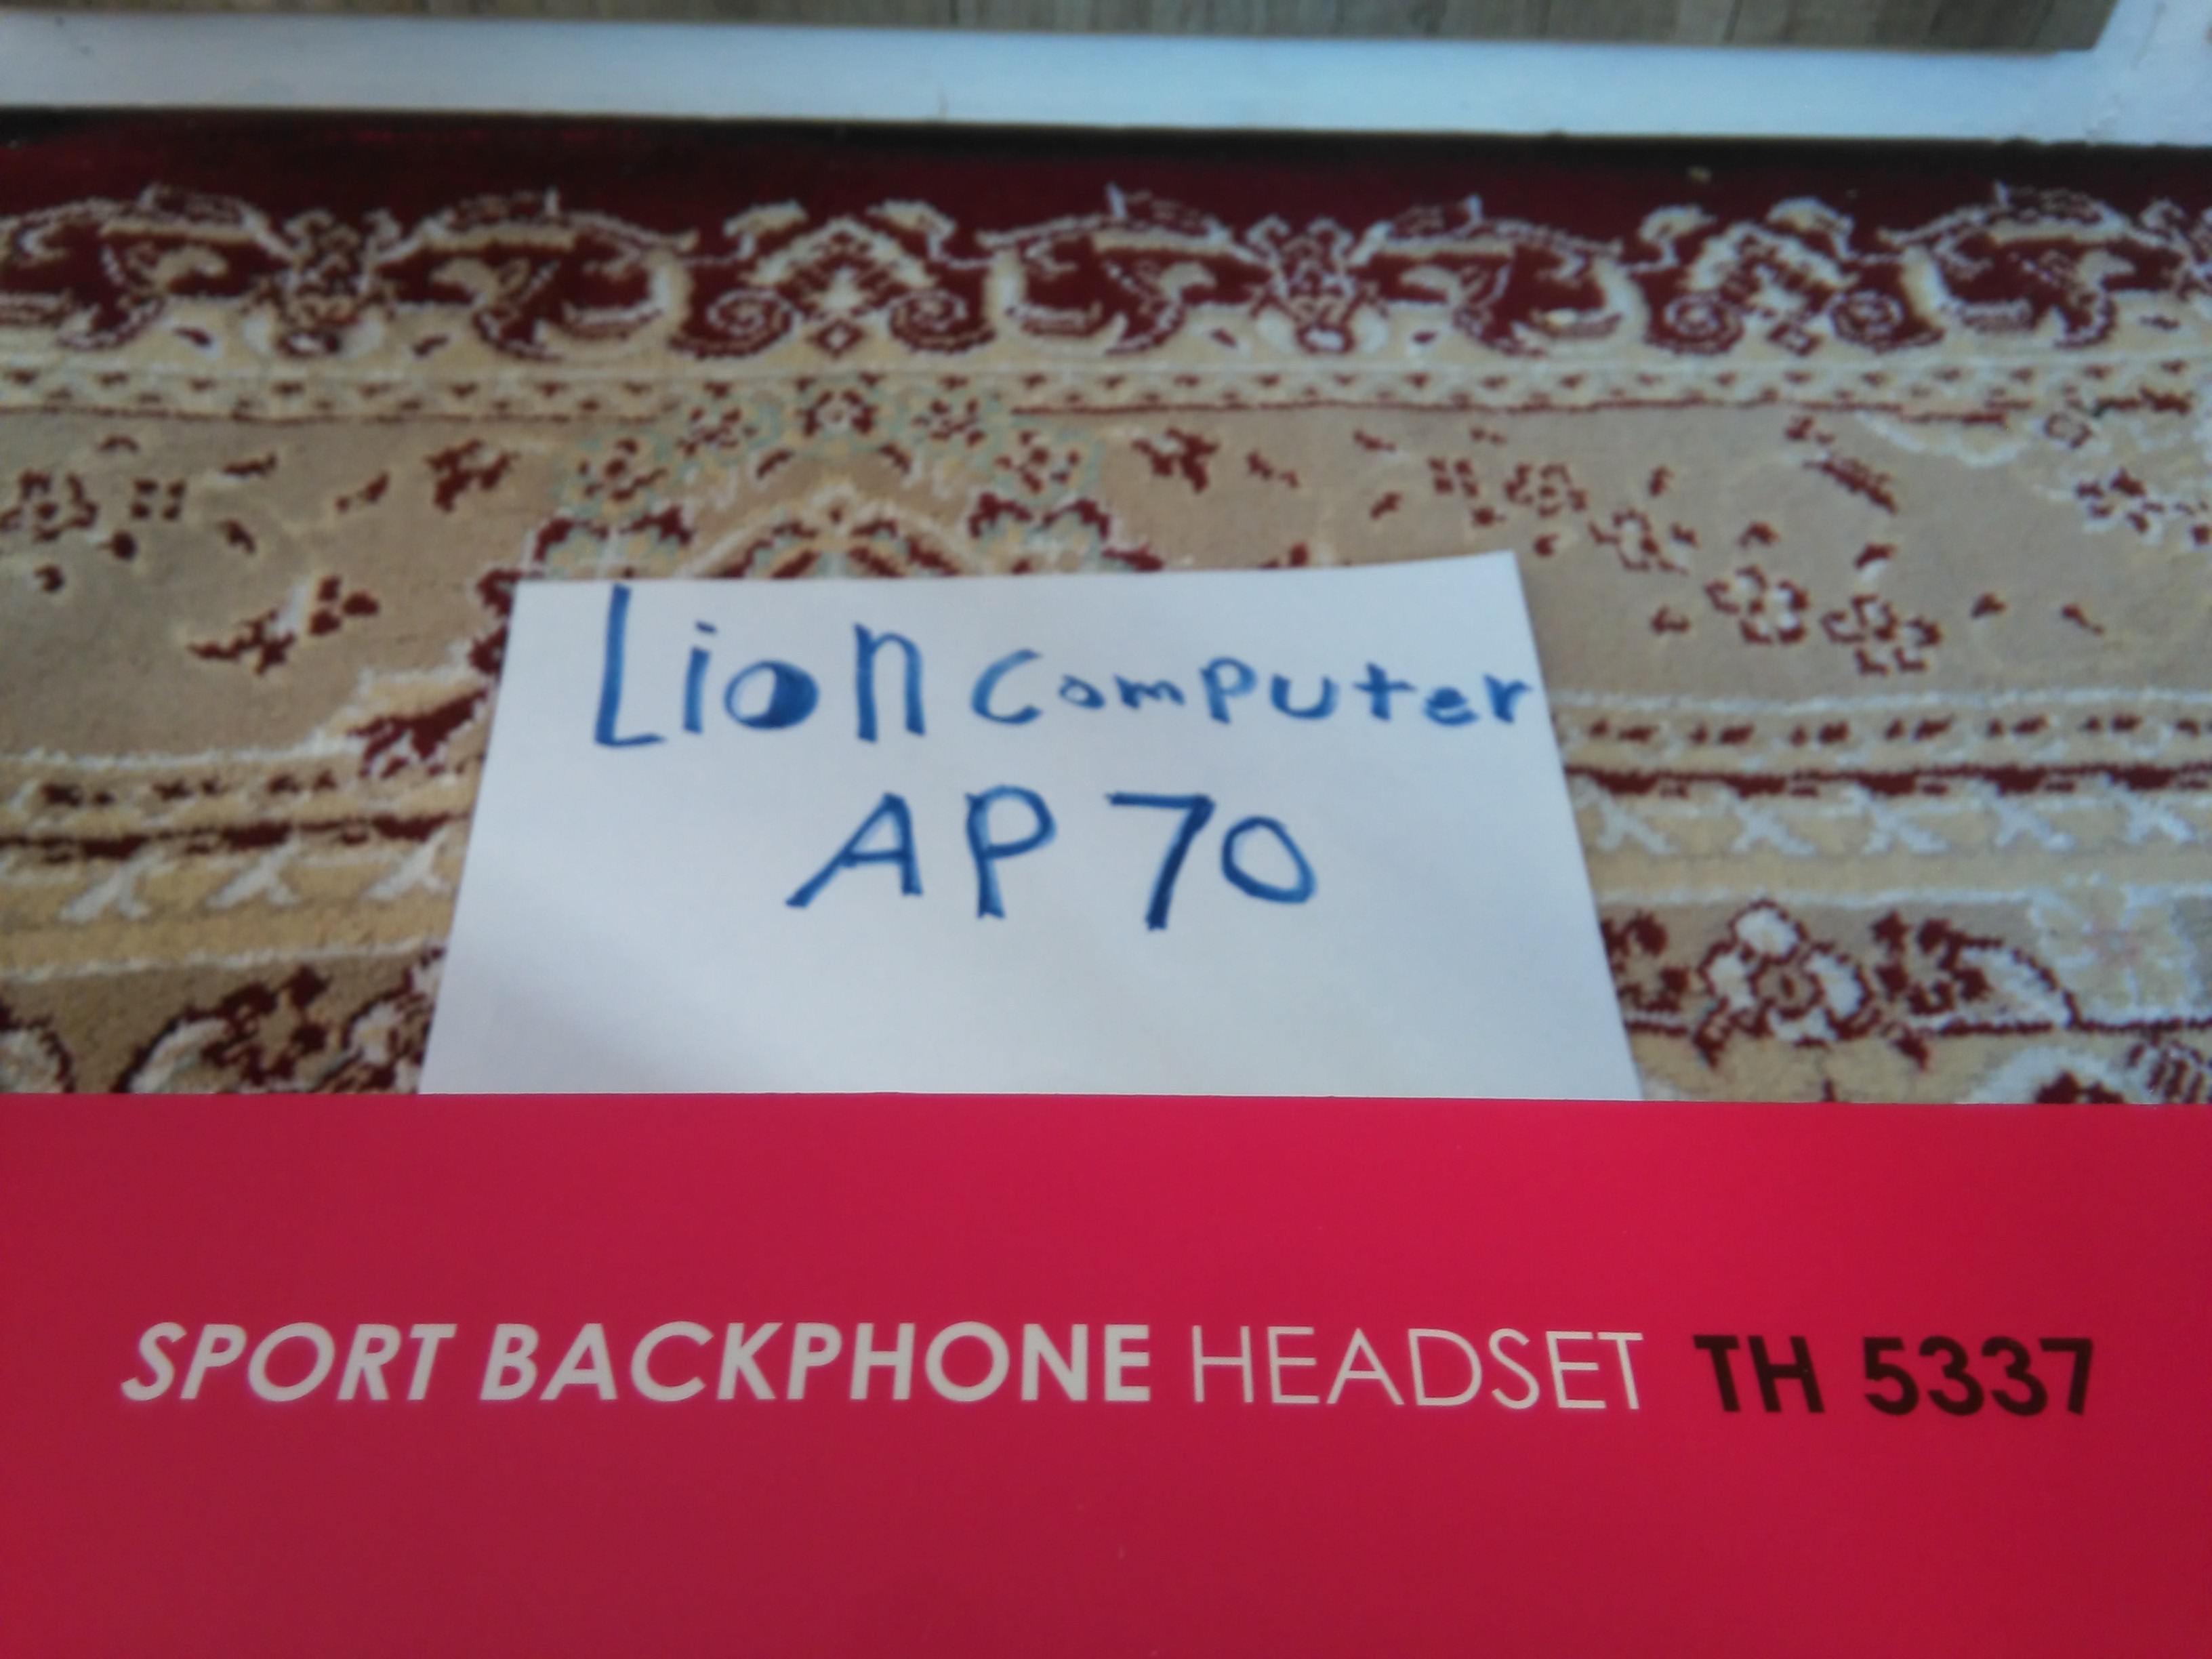 Lion Computer
AP 70
SPORT BACKPHONE HEADSET TH 5337